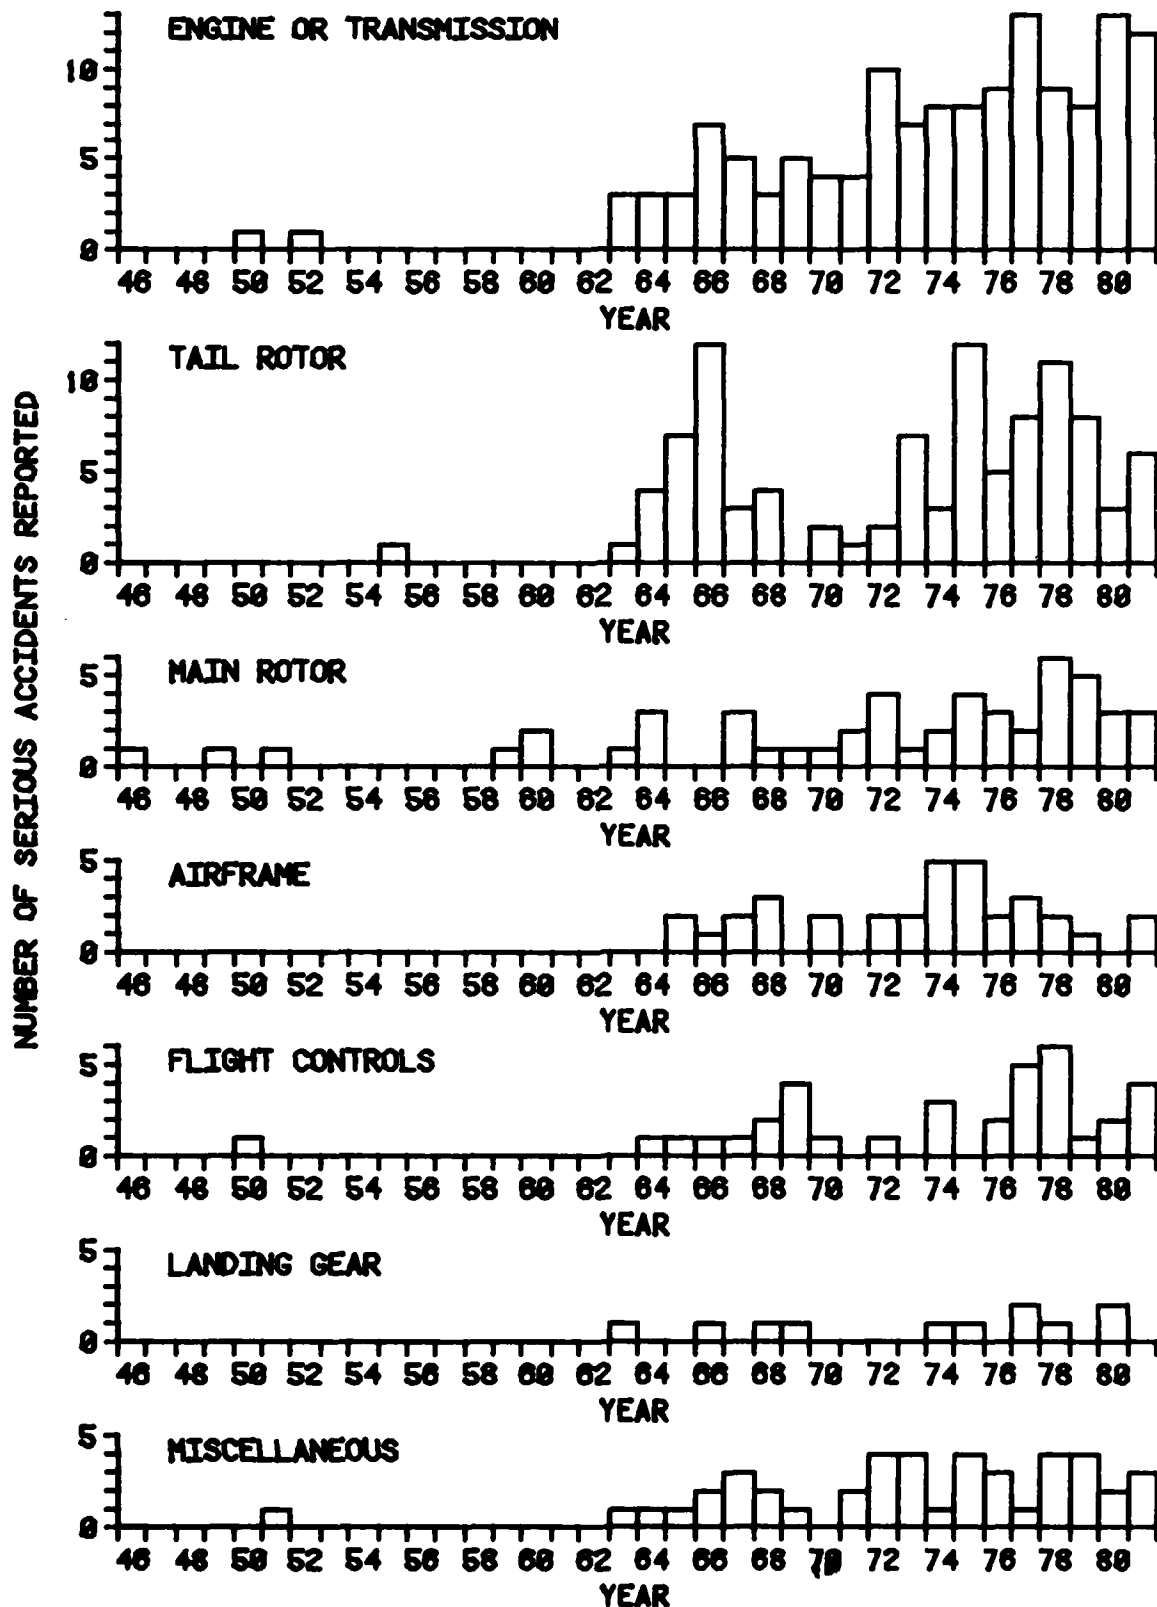 NUMBER OF SERIOUS ACCIDENTS REPORTED
ENGINE OR TRANSMISSION
10
5
0
46 48 50 52 54 56 58 60 62 64 66 68 70 72 74 76 78 80
YEAR
TAIL ROTOR
10
5
0
46 48 50 52 54 56 58 60 62 64 66 68 70 72 74 76 78 80
YEAR
MAIN ROTOR
5
0
46 48 50 52 54 56 58 60 62 64 66 68 70 72 74 76 78 80
YEAR
AIRFRAME
5
0
46 48 50 52 54 56 58 60 62 64 66 68 70 72 74 76 78 80
YEAR
FLIGHT CONTROLS
5
0
46 48 50 52 54 56 58 60 62 64 66 68 70 72 74 76 78 80
YEAR
LANDING GEAR
5
0
46 48 50 52 54 56 58 60 62 64 66 68 70 72 74 76 78 80
YEAR
MISCELLANEOUS
5
0
46 48 50 52 54 56 58 60 62 64 66 68 70 72 74 76 78 80
YEAR